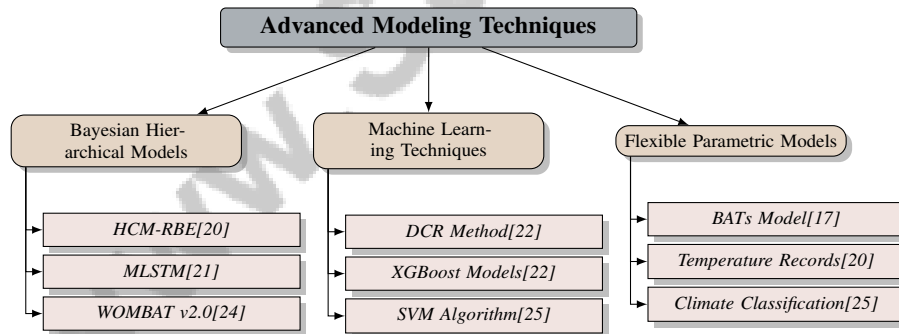 Advanced Modeling Techniques
Bayesian Hier-
archical Models
Machine Learn-
ing Techniques
Flexible Parametric Models
HCM-RBE[20]
MLSTM[21]
WOMBAT v2.0[24]
DCR Method[22]
XGBoost Models[22]
SVM Algorithm[25]
BATs Model[17]
Temperature Records[20]
Climate Classification[25]
www.S